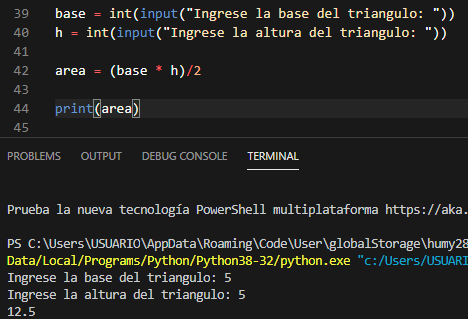 39 base = int(input("Ingrese la base del triangulo: "))
40 h = int(input("Ingrese la altura del triangulo: "))
41
42 area = (base * h)/2
43
44 print(area)
45
PROBLEMS OUTPUT DEBUG CONSOLE TERMINAL
Prueba la nueva tecnología PowerShell multiplataforma https://aka.
PS C:\Users\USUARIO\AppData\Roaming\Code\User\globalStorage\humy28
Data/Local/Programs/Python/Python38-32/python.exe "c:/Users/USUARI
Ingrese la base del triangulo: 5
Ingrese la altura del triangulo: 5
12.5